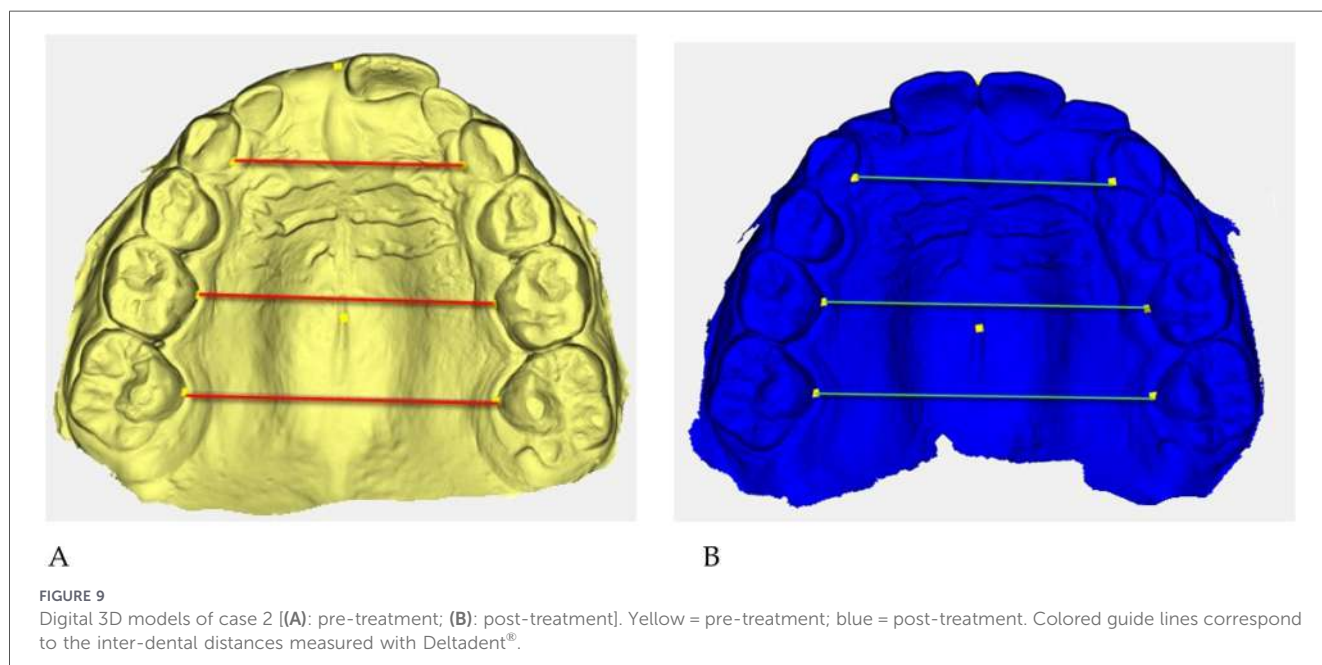 A
B
FIGURE 9
Digital 3D models of case 2 [(A): pre-treatment; (B): post-treatment]. Yellow = pre-treatment; blue = post-treatment. Colored guide lines correspond
to the inter-dental distances measured with Deltadent®.